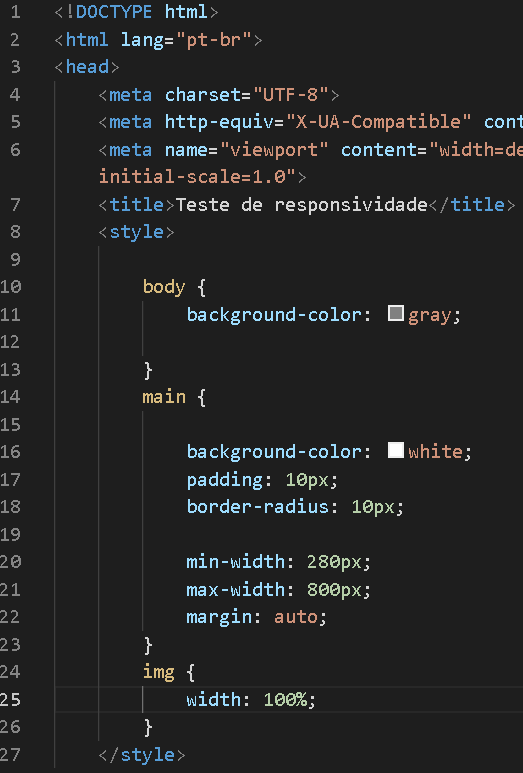 1 <!DOCTYPE html>
2 <html lang="pt-br">
3 <head>
4 <meta charset="UTF-8">
5 <meta http-equiv="X-UA-Compatible" cont
6 <meta name="viewport" content="width=de
initial-scale=1.0">
7 <title>Teste de responsividade</title>
8 <style>
9
10 body {
11 background-color: gray;
12
13 }
14 main {
15
16 background-color: white;
17 padding: 10px;
18 border-radius: 10px;
19
20 min-width: 280px;
21 max-width: 800px;
22 margin: auto;
23 }
24 img {
25 width: 100%;
26 }
27 </style>